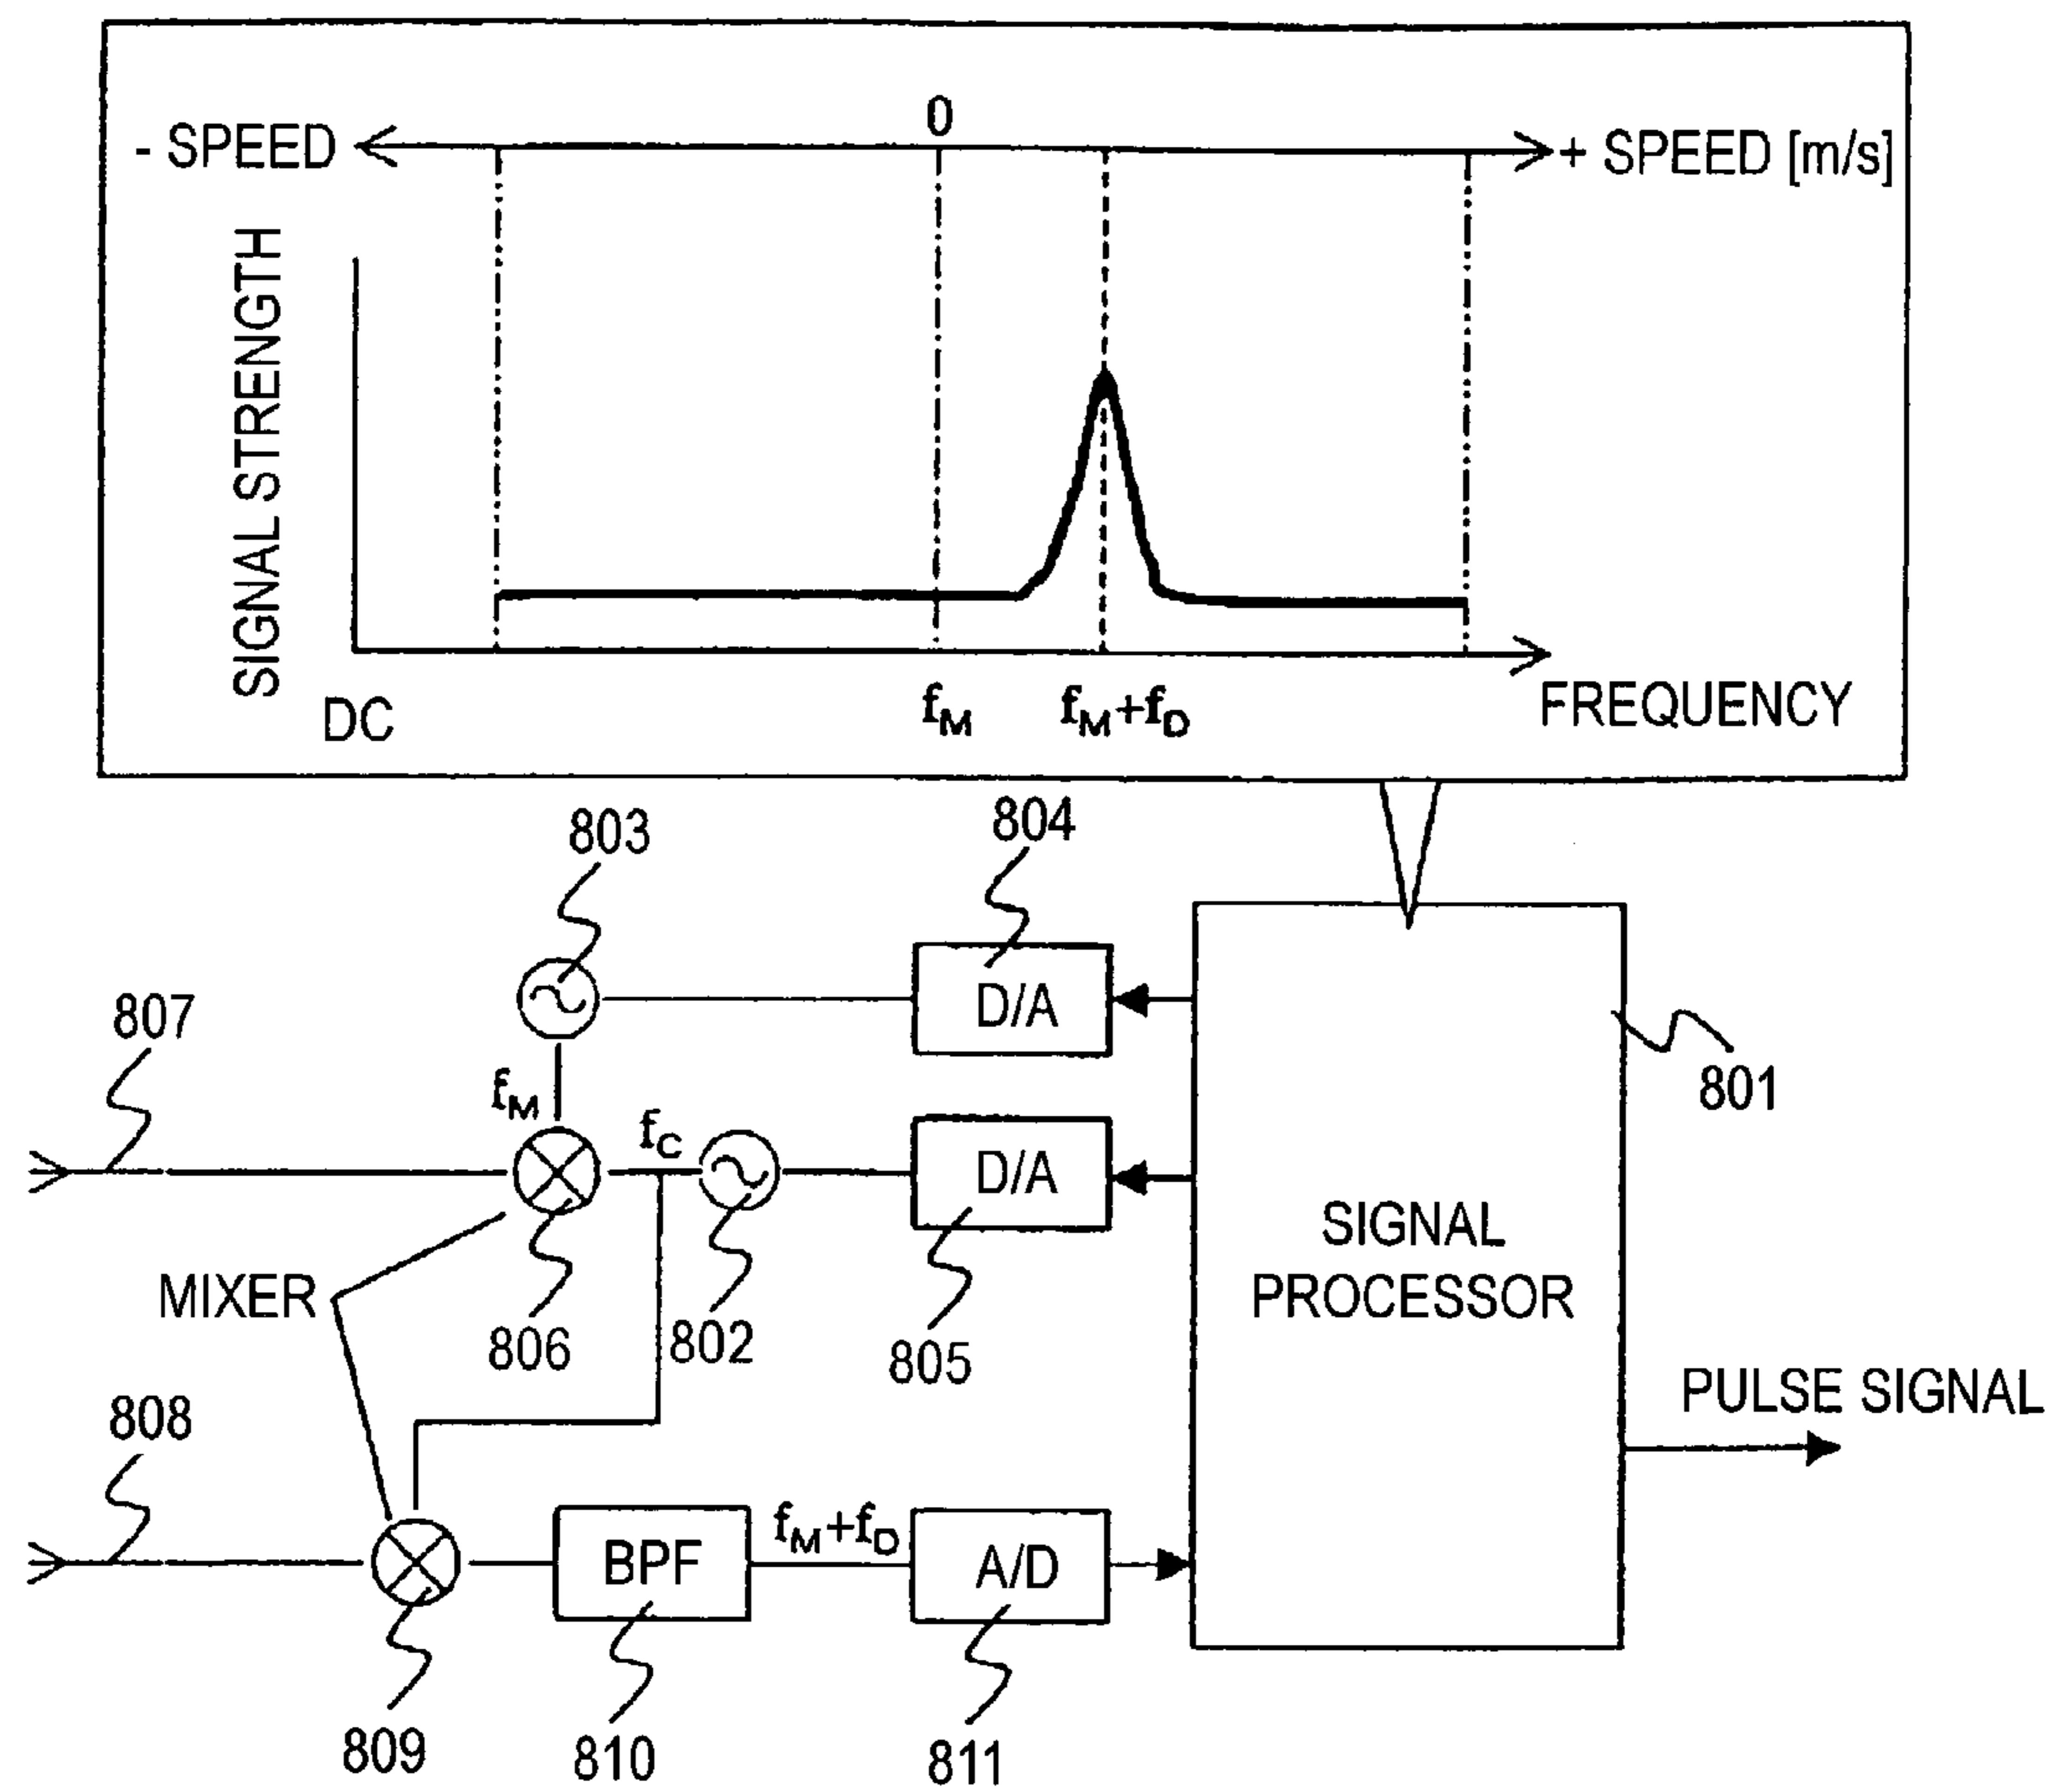 0
- SPEED
+ SPEED [m/s]
SIGNAL STRENGTH
DC
fM
fM+fD
FREQUENCY
803
804
807
D/A
801
fM
fC
D/A
SIGNAL
PROCESSOR
MIXER
806
802
805
PULSE SIGNAL
808
BPF
fM+fD
A/D
809
810
811